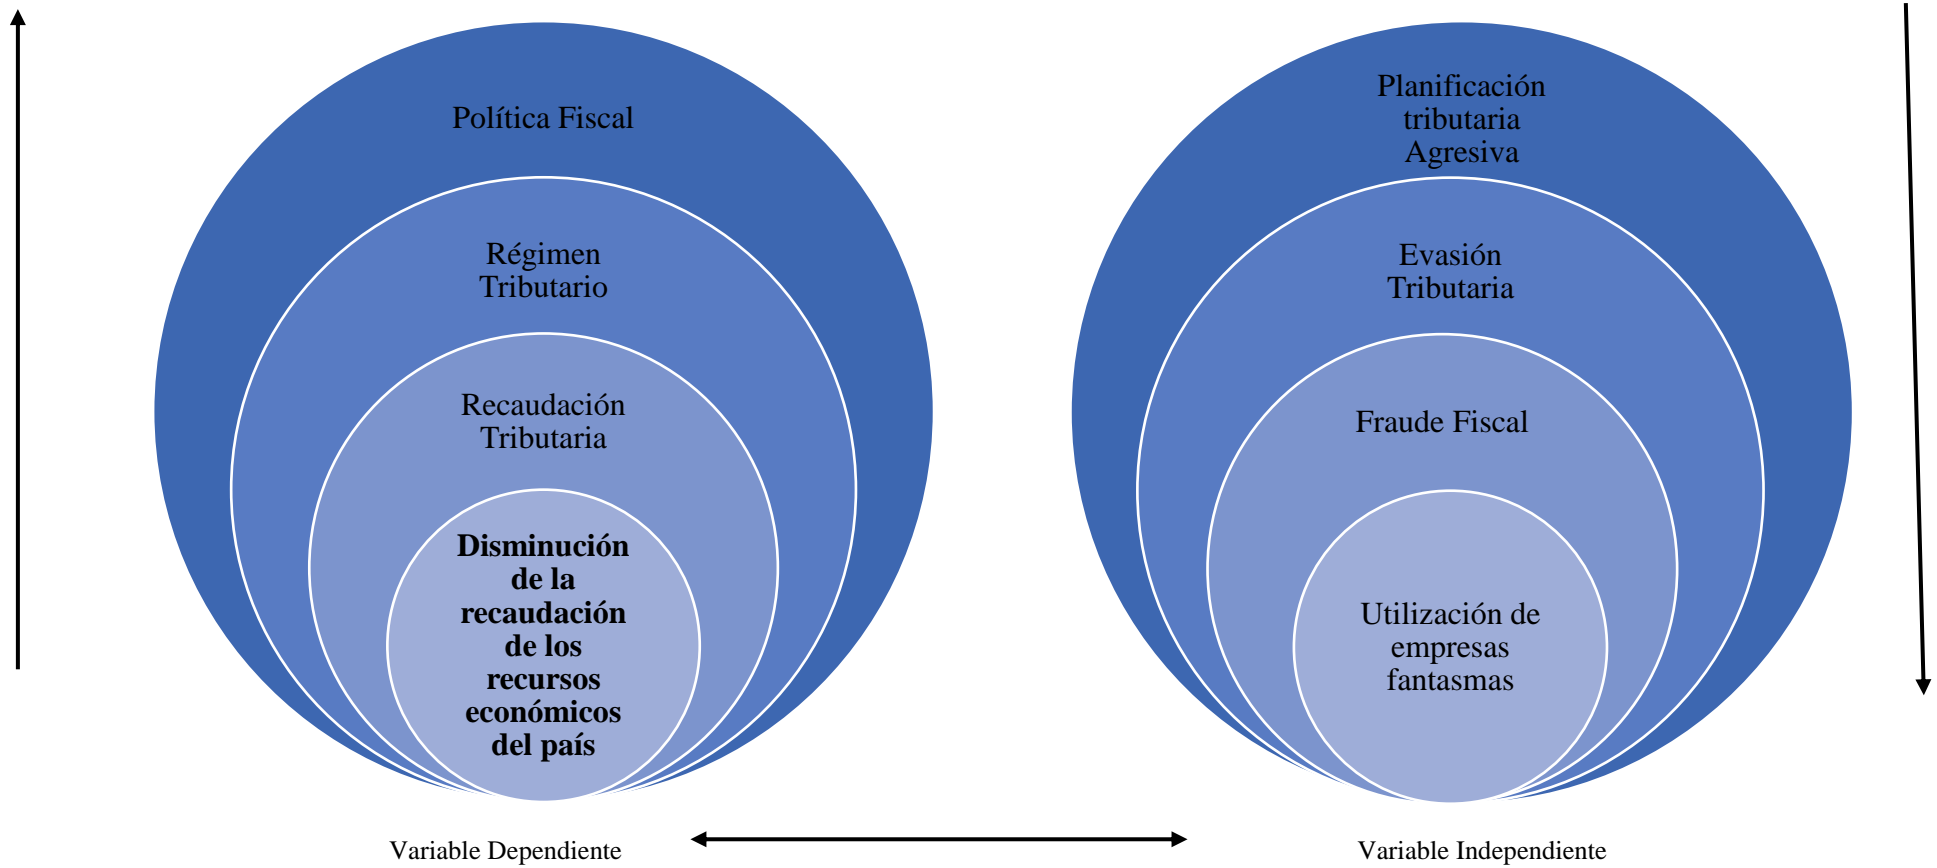 Política Fiscal
Régimen
Tributario
Recaudación
Tributaria
Disminución
de la
recaudación
de los
recursos
económicos
del país
Variable Dependiente
Planificación
tributaria
Agresiva
Evasión
Tributaria
Fraude Fiscal
Utilización de
empresas
fantasmas
Variable Independiente